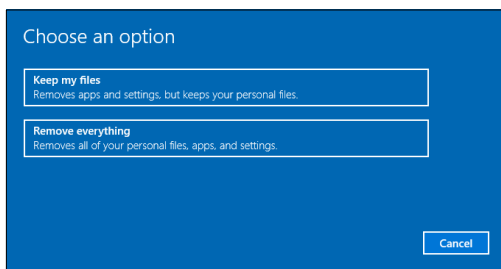 Choose an option
Keep my files
Removes apps and settings, but keeps your personal files.
Remove everything
Removes all of your personal files, apps, and settings.
Cancel